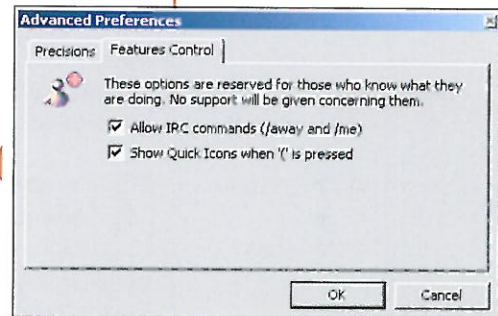 Advanced Preferences
Precisions Features Control
These options are reserved for those who know what they
are doing. No support will be given concerning them.
Allow IRC commands (/away and /me)
Show Quick Icons when '(' is pressed
OK Cancel